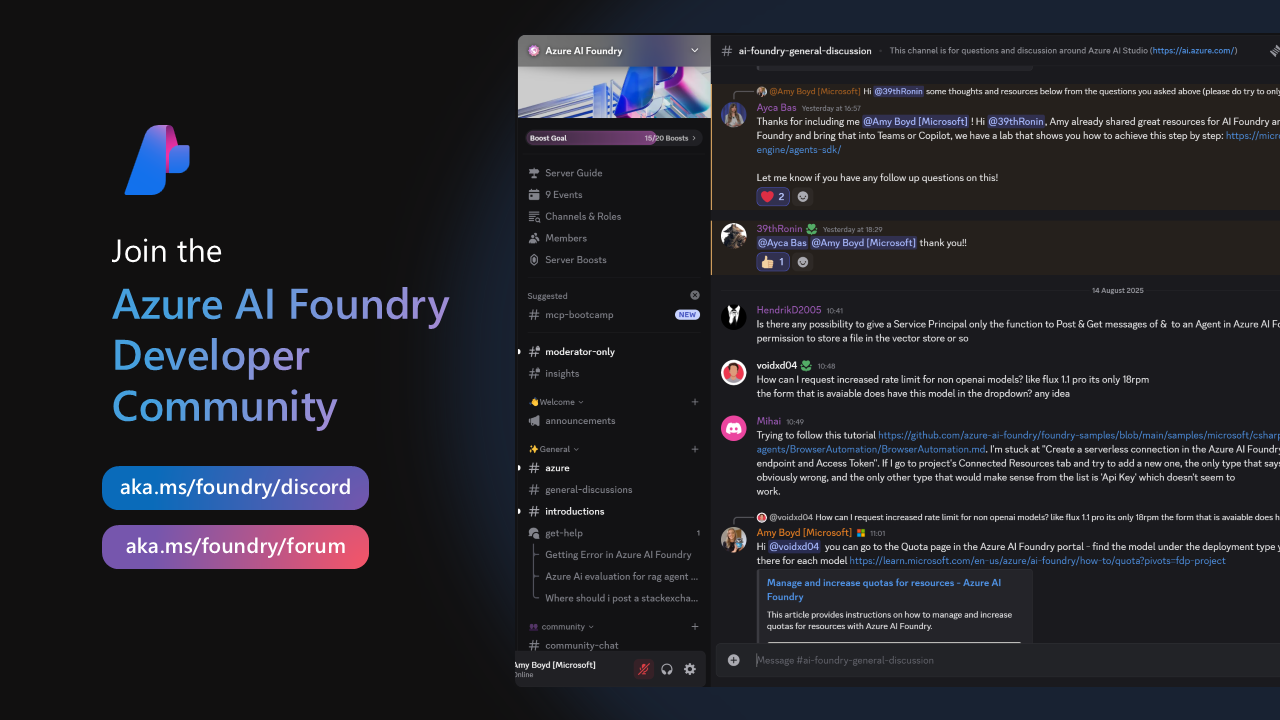 Join the
Azure AI Foundry
Developer
Community
aka.ms/foundry/discord
aka.ms/foundry/forum
Azure AI Foundry
Boost Goal 15/20 Boosts >
Server Guide
9 Events
Channels & Roles
Members
Server Boosts
Suggested
# mcp-bootcamp NEW
moderator-only
insights
👋Welcome
announcements
✨General
# azure
# general-discussions
# introductions
get-help 1
Getting Error in Azure AI Foundry
Azure Ai evaluation for rag agent ...
Where should i post a stackexcha...
community
# community-chat
Amy Boyd [Microsoft]
Online
# ai-foundry-general-discussion • This channel is for questions and discussion around Azure AI Studio (https://ai.azure.com/)
@Amy Boyd [Microsoft] Hi @39thRonin some thoughts and resources below from the questions you asked above (please do try to only
Ayca Bas Yesterday at 16:57
Thanks for including me @Amy Boyd [Microsoft] ! Hi @39thRonin, Amy already shared great resources for AI Foundry an
Foundry and bring that into Teams or Copilot, we have a lab that shows you how to achieve this step by step: https://micr
engine/agents-sdk/
Let me know if you have any follow up questions on this!
❤️ 2
39thRonin Yesterday at 18:29
@Ayca Bas @Amy Boyd [Microsoft] thank you!!
👍 1
14 August 2025
HendrikD2005 10:41
Is there any possibility to give a Service Principal only the function to Post & Get messages of & to an Agent in Azure AI Fo
permission to store a file in the vector store or so
voidxd04 10:48
How can I request increased rate limit for non openai models? like flux 1.1 pro its only 18rpm
the form that is avaiable does have this model in the dropdown? any idea
Mihai 10:49
Trying to follow this tutorial https://github.com/azure-ai-foundry/foundry-samples/blob/main/samples/microsoft/csharp
agents/BrowserAutomation/BrowserAutomation.md. I'm stuck at "Create a serverless connection in the Azure AI Foundry
endpoint and Access Token". If I go to project's Connected Resources tab and try to add a new one, the only type that says
obviously wrong, and the only other type that would make sense from the list is 'Api Key' which doesn't seem to
work.
@voidxd04 How can I request increased rate limit for non openai models? like flux 1.1 pro its only 18rpm the form that is avaiable does h
Amy Boyd [Microsoft] 11:01
Hi @voidxd04 you can go to the Quota page in the Azure AI Foundry portal - find the model under the deployment type y
there for each model https://learn.microsoft.com/en-us/azure/ai-foundry/how-to/quota?pivots=fdp-project
Manage and increase quotas for resources - Azure AI
Foundry
This article provides instructions on how to manage and increase
quotas for resources with Azure AI Foundry.
Message #ai-foundry-general-discussion